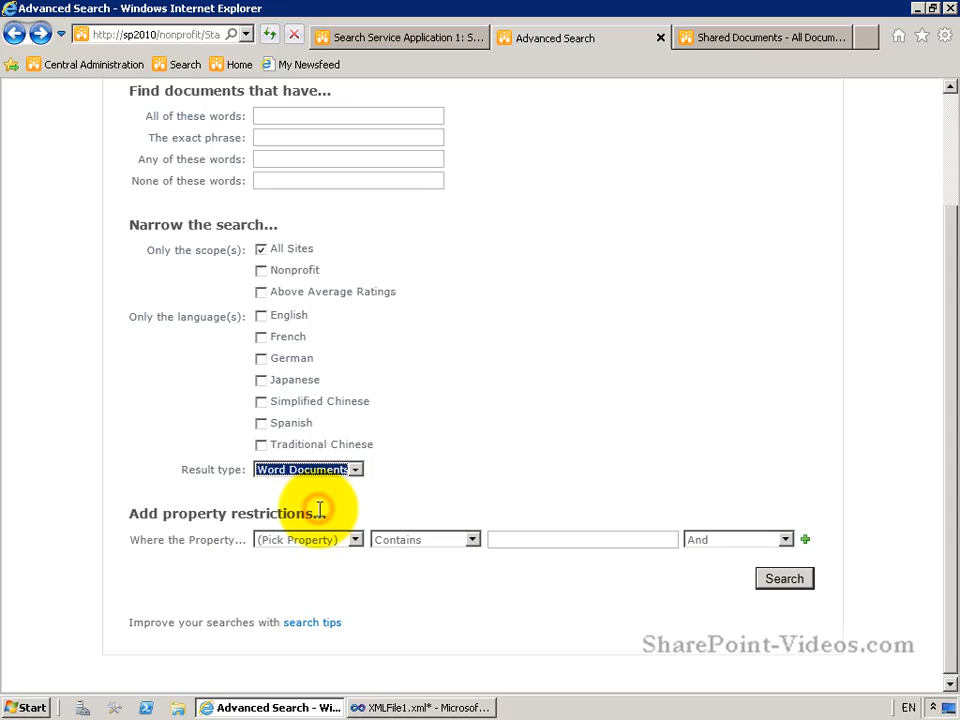 Advanced Search - Windows Internet Explorer
http://sp2010/nonprofit/Sta
Search Service Application 1: S...
Advanced Search
Shared Documents - All Docum...
Central Administration
Search
Home
My Newsfeed
Find documents that have...
All of these words:
The exact phrase:
Any of these words:
None of these words:
Narrow the search...
Only the scope(s):
All Sites
Nonprofit
Above Average Ratings
Only the language(s):
English
French
German
Japanese
Simplified Chinese
Spanish
Traditional Chinese
Result type: Word Documents
Add property restrictions...
Where the Property... (Pick Property) Contains And
Search
Improve your searches with search tips
SharePoint-Videos.com
Start
Advanced Search - Wi...
XMLFile1.xml* - Microsof...
EN